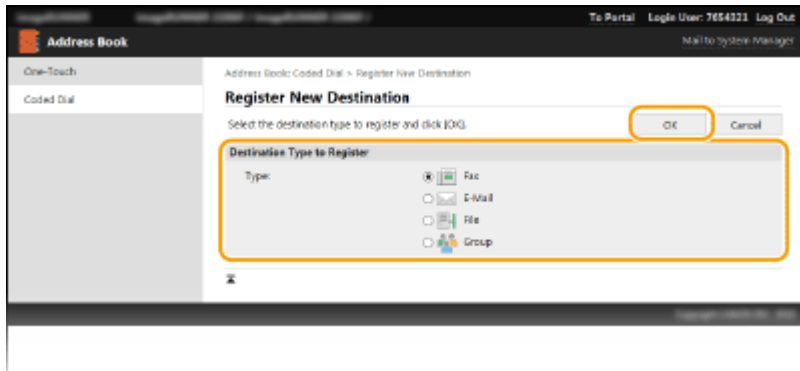 To Portal Login User: 7654321 Log Out
Address Book
Mail to System Manager
One-Touch
Coded Dial
Address Book: Coded Dial > Register New Destination
Register New Destination
Select the destination type to register and click [OK].
OK
Cancel
Destination Type to Register
Type:
Fax
E-Mail
File
Group